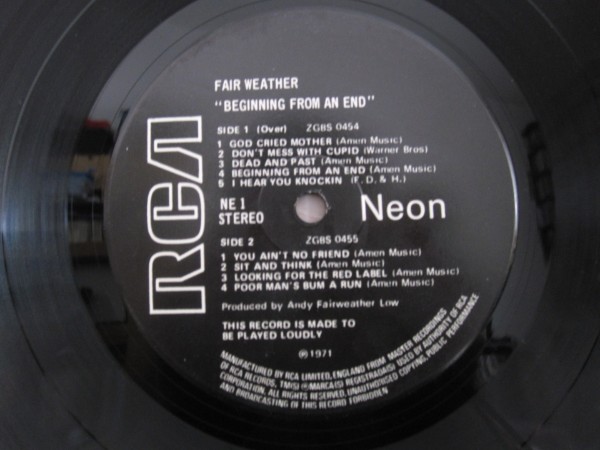 RCA
FAIR WEATHER
"BEGINNING FROM AN END"
SIDE 1 (Over) ZGBS 0454
1 GOD CRIED MOTHER (Amen Music)
2 DON'T MESS WITH CUPID (Warner Bros)
3 DEAD AND PAST (Amen Music)
4 BEGINNING FROM AN END (Amen Music)
5 I HEAR YOU KNOCKIN (F. D. & H.)
NE 1
STEREO
Neon
SIDE 2 ZGBS 0455
1 YOU AIN'T NO FRIEND (Amen Music)
2 SIT AND THINK (Amen Music)
3 LOOKING FOR THE RED LABEL (Amen Music)
4 POOR MAN'S BUM A RUN (Amen Music)
Produced by Andy Fairweather Low
THIS RECORD IS MADE TO
BE PLAYED LOUDLY
℗ 1971
MANUFACTURED BY RCA LIMITED, ENGLAND FROM MASTER RECORDINGS
OF RCA RECORDS, TM(S) ® MARCA(S) REGISTRADA(S) USED BY AUTHORITY OF RCA
CORPORATION. ALL RIGHTS RESERVED, UNAUTHORISED COPYING, PUBLIC PERFORMANCE
AND BROADCASTING OF THIS RECORD FORBIDDEN